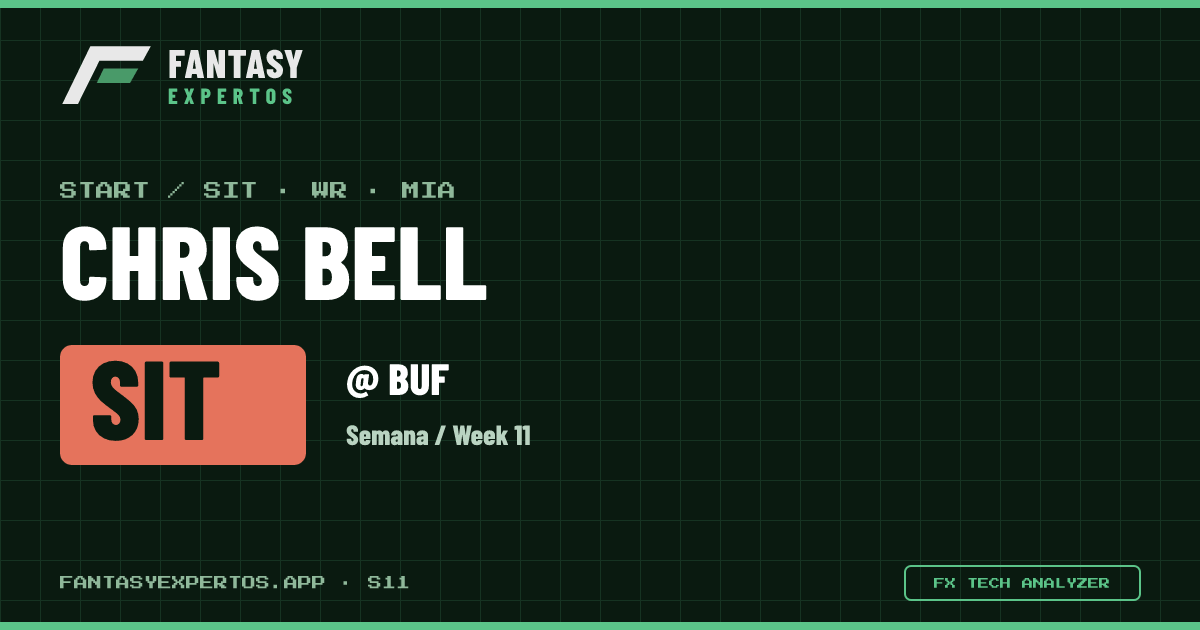 FANTASY
EXPERTOS
START / SIT · WR · MIA
CHRIS BELL
SIT
@ BUF
Semana / Week 11
FANTASYEXPERTOS.APP · S11
FX TECH ANALYZER